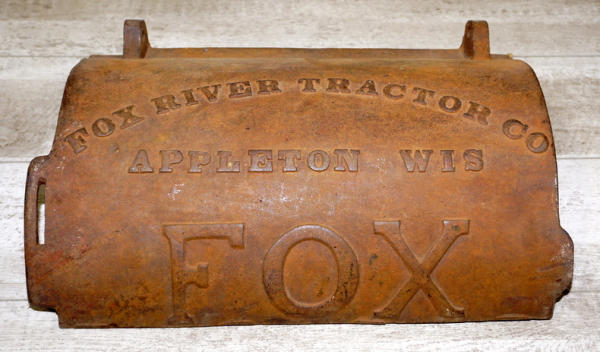 FOX RIVER TRACTOR CO
APPLETON WIS
FOX